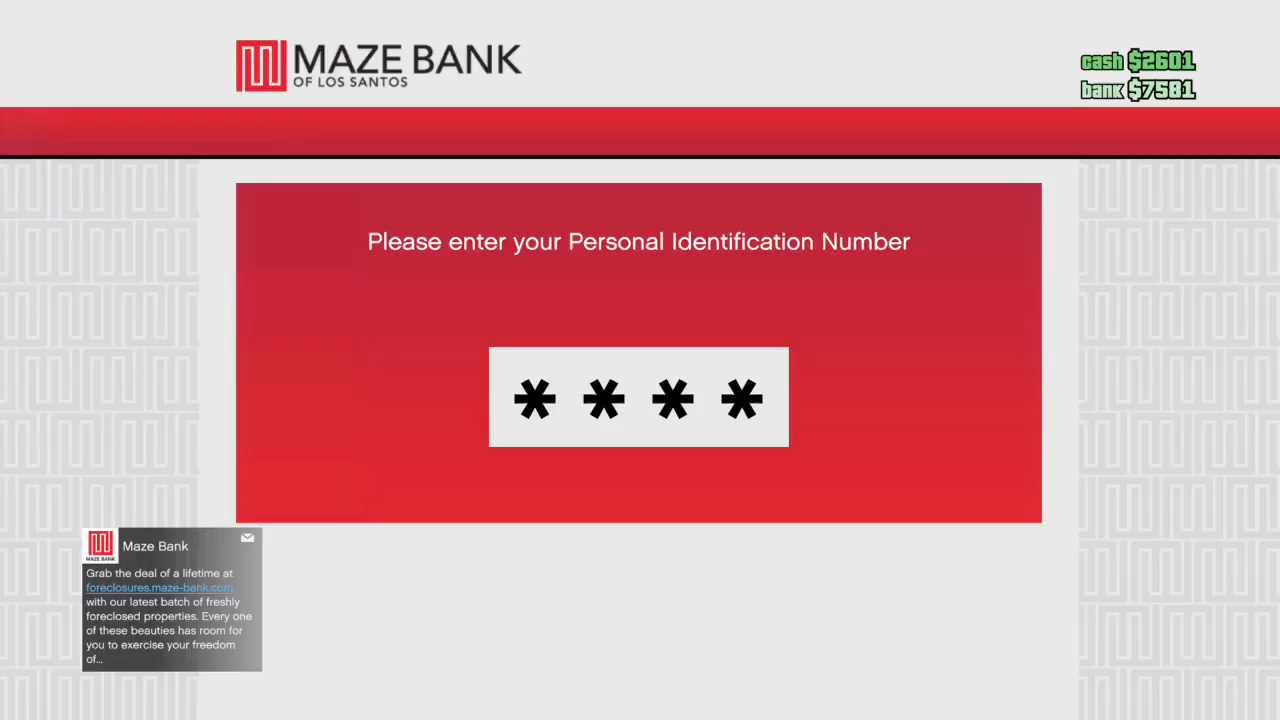 MAZE BANK
OF LOS SANTOS
cash $2601
bank $7581
Please enter your Personal Identification Number
* * * *
Maze Bank
MAZE BANK
Grab the deal of a lifetime at
foreclosures.maze-bank.com
with our latest batch of freshly
foreclosed properties. Every one
of these beauties has room for
you to exercise your freedom
of...